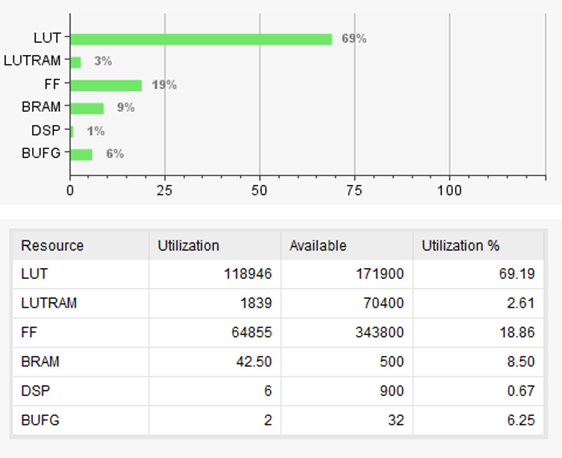 LUT 69%
LUTRAM 3%
FF 19%
BRAM 9%
DSP 1%
BUFG 6%
0 25 50 75 100
Resource Utilization Available Utilization %
LUT 118946 171900 69.19
LUTRAM 1839 70400 2.61
FF 64855 343800 18.86
BRAM 42.50 500 8.50
DSP 6 900 0.67
BUFG 2 32 6.25